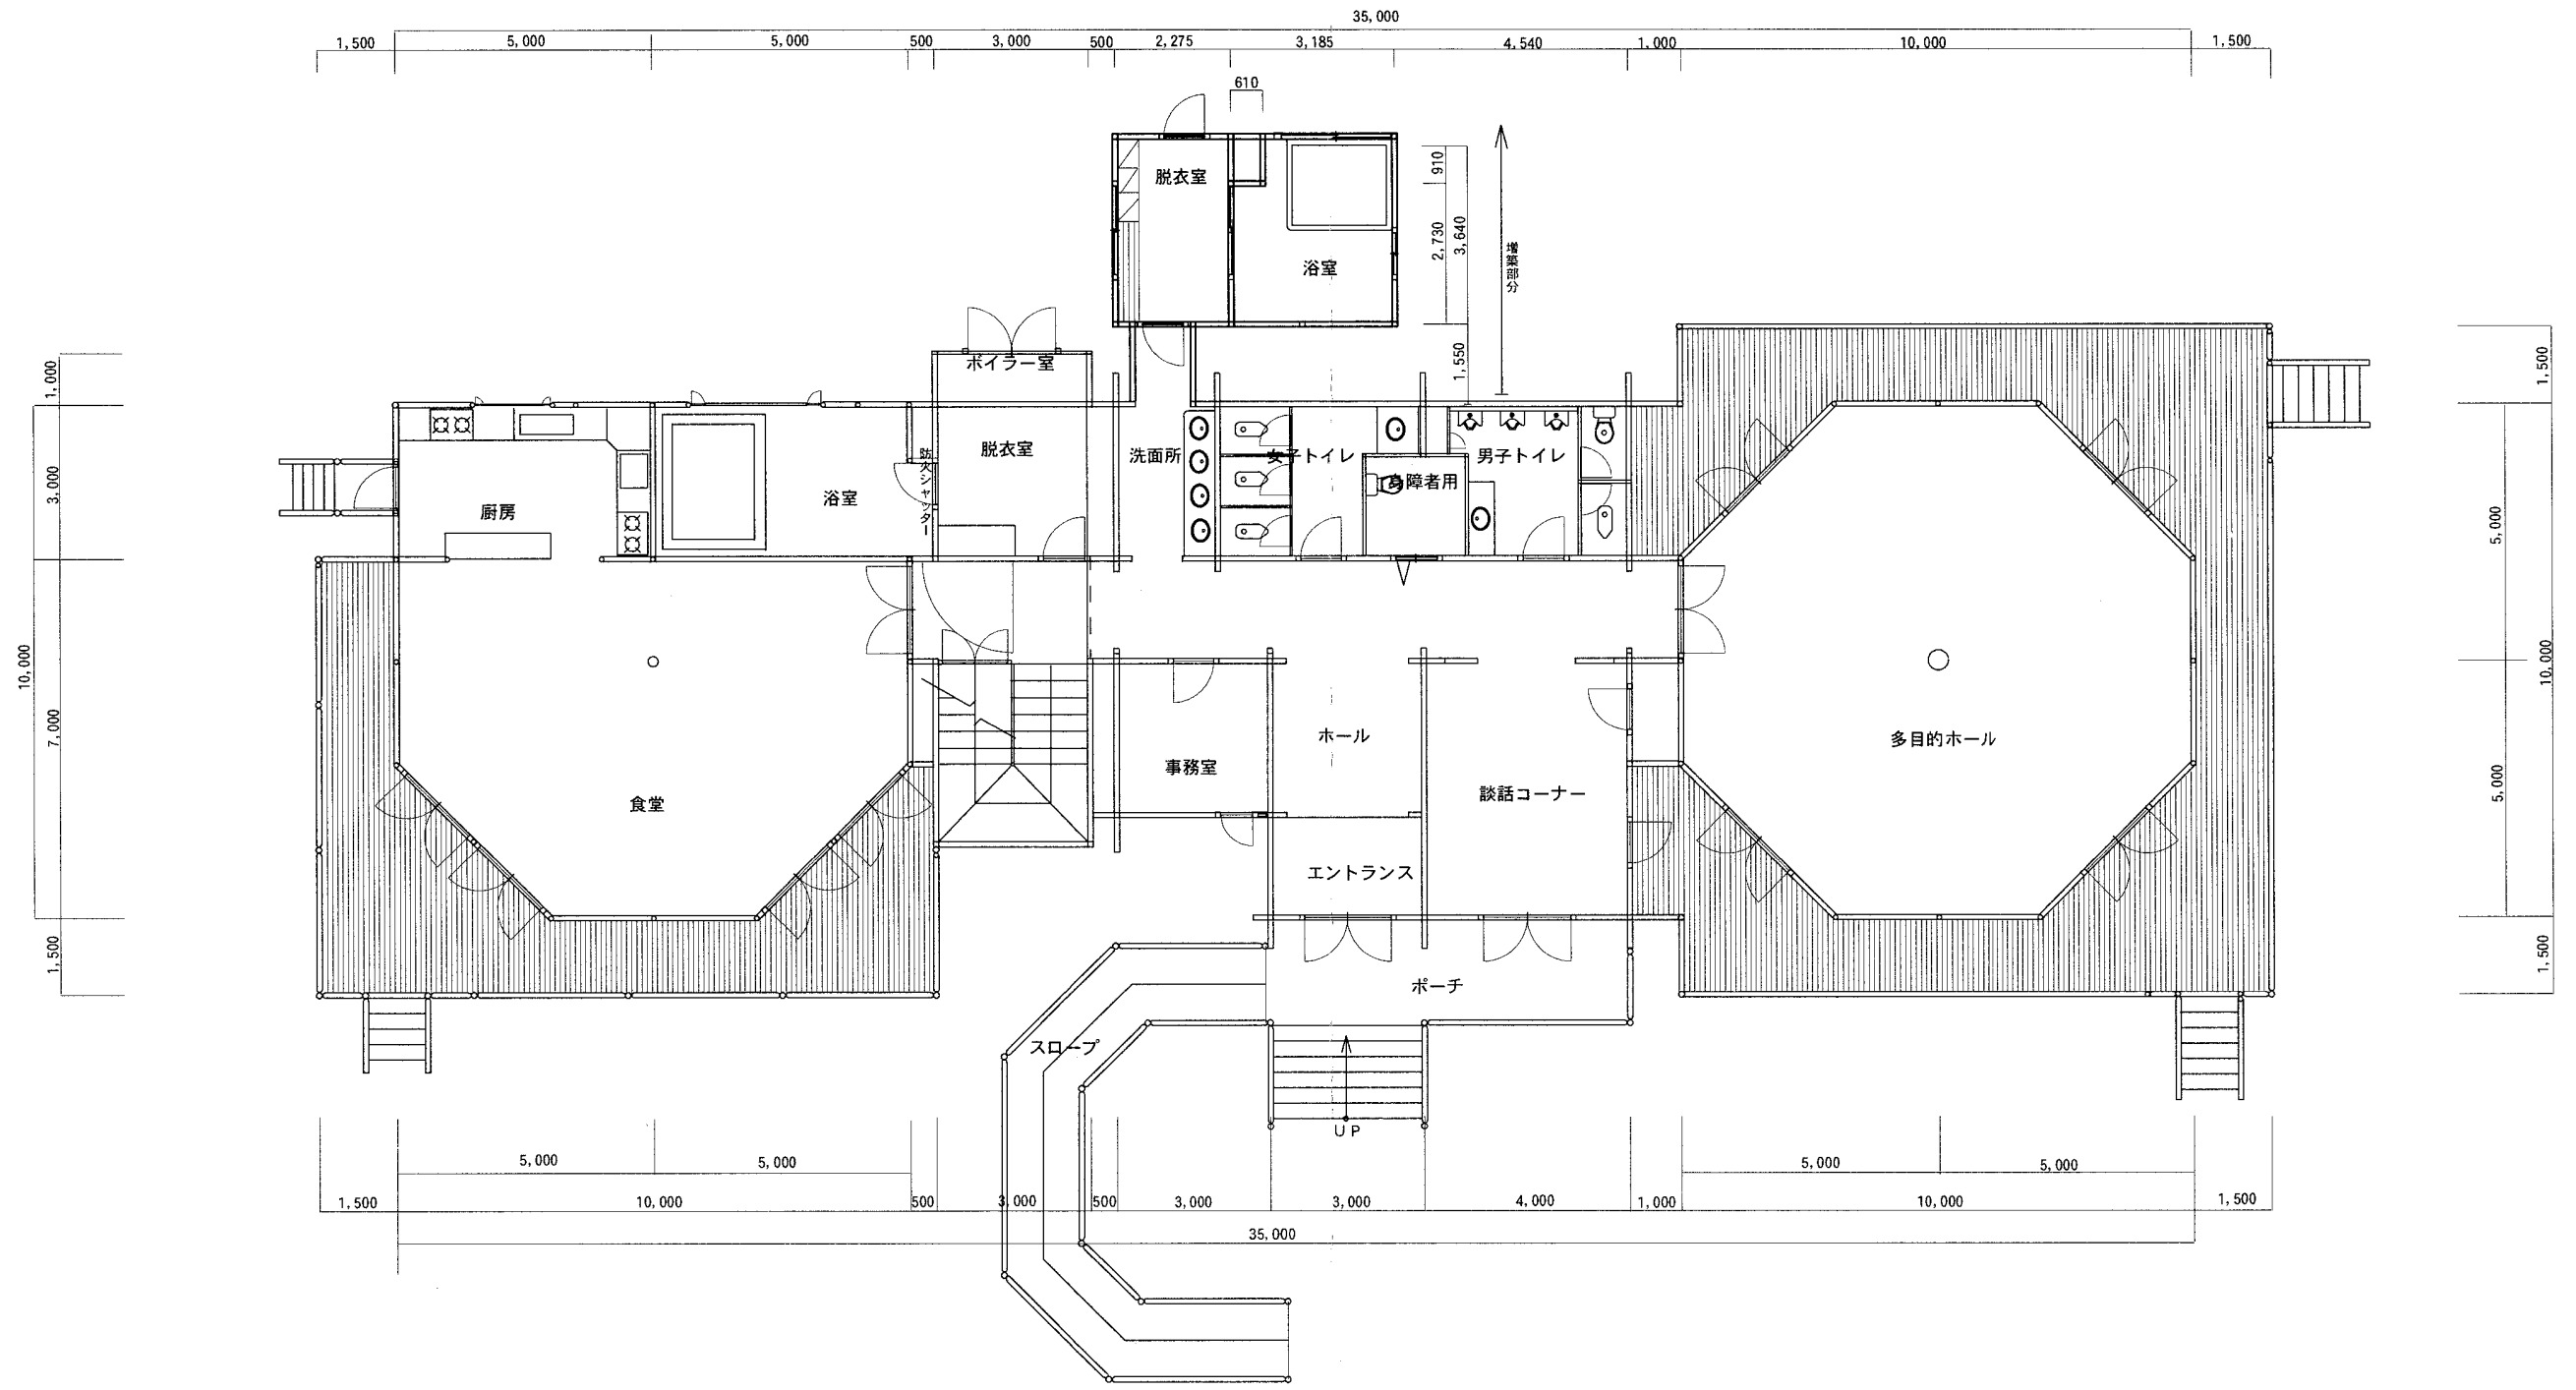 35,000
1,500
5,000
5,000
500
3,000
500
2,275
3,185
4,540
1,000
10,000
1,500
610
脱衣室
浴室
910
2,730
3,640
1,550
増築部分
ボイラー室
1,000
3,000
10,000
7,000
1,500
厨房
浴室
防火シャッター
脱衣室
洗面所
女子トイレ
身障者用
男子トイレ
1,500
5,000
10,000
5,000
1,500
食堂
事務室
ホール
談話コーナー
多目的ホール
エントランス
ポーチ
スロープ
UP
5,000
5,000
5,000
5,000
1,500
10,000
500
3,000
500
3,000
3,000
4,000
1,000
10,000
1,500
35,000